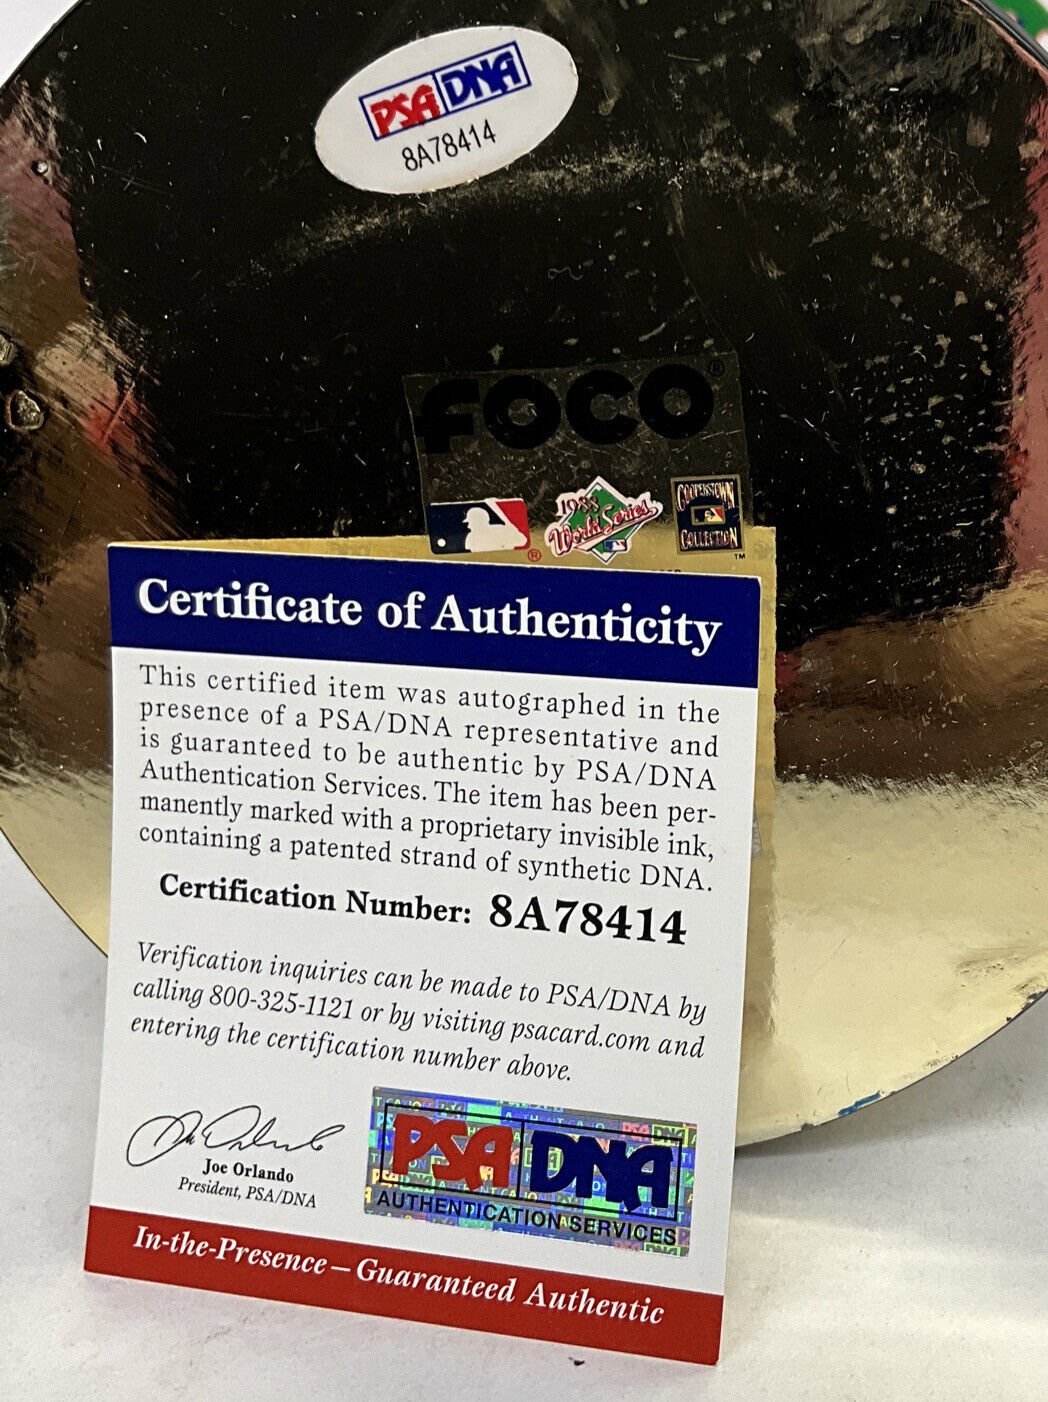 PSA DNA
8A78414
FOCO®
1988
World Series
COOPERSTOWN
COLLECTION
TM
®
Certificate of Authenticity
This certified item was autographed in the
presence of a PSA/DNA representative and
is guaranteed to be authentic by PSA/DNA
Authentication Services. The item has been per-
manently marked with a proprietary invisible ink,
containing a patented strand of synthetic DNA.
Certification Number: 8A78414
Verification inquiries can be made to PSA/DNA by
calling 800-325-1121 or by visiting psacard.com and
entering the certification number above.
Joe Orlando
President, PSA/DNA
PSA DNA
AUTHENTICATION SERVICES
In-the-Presence – Guaranteed Authentic